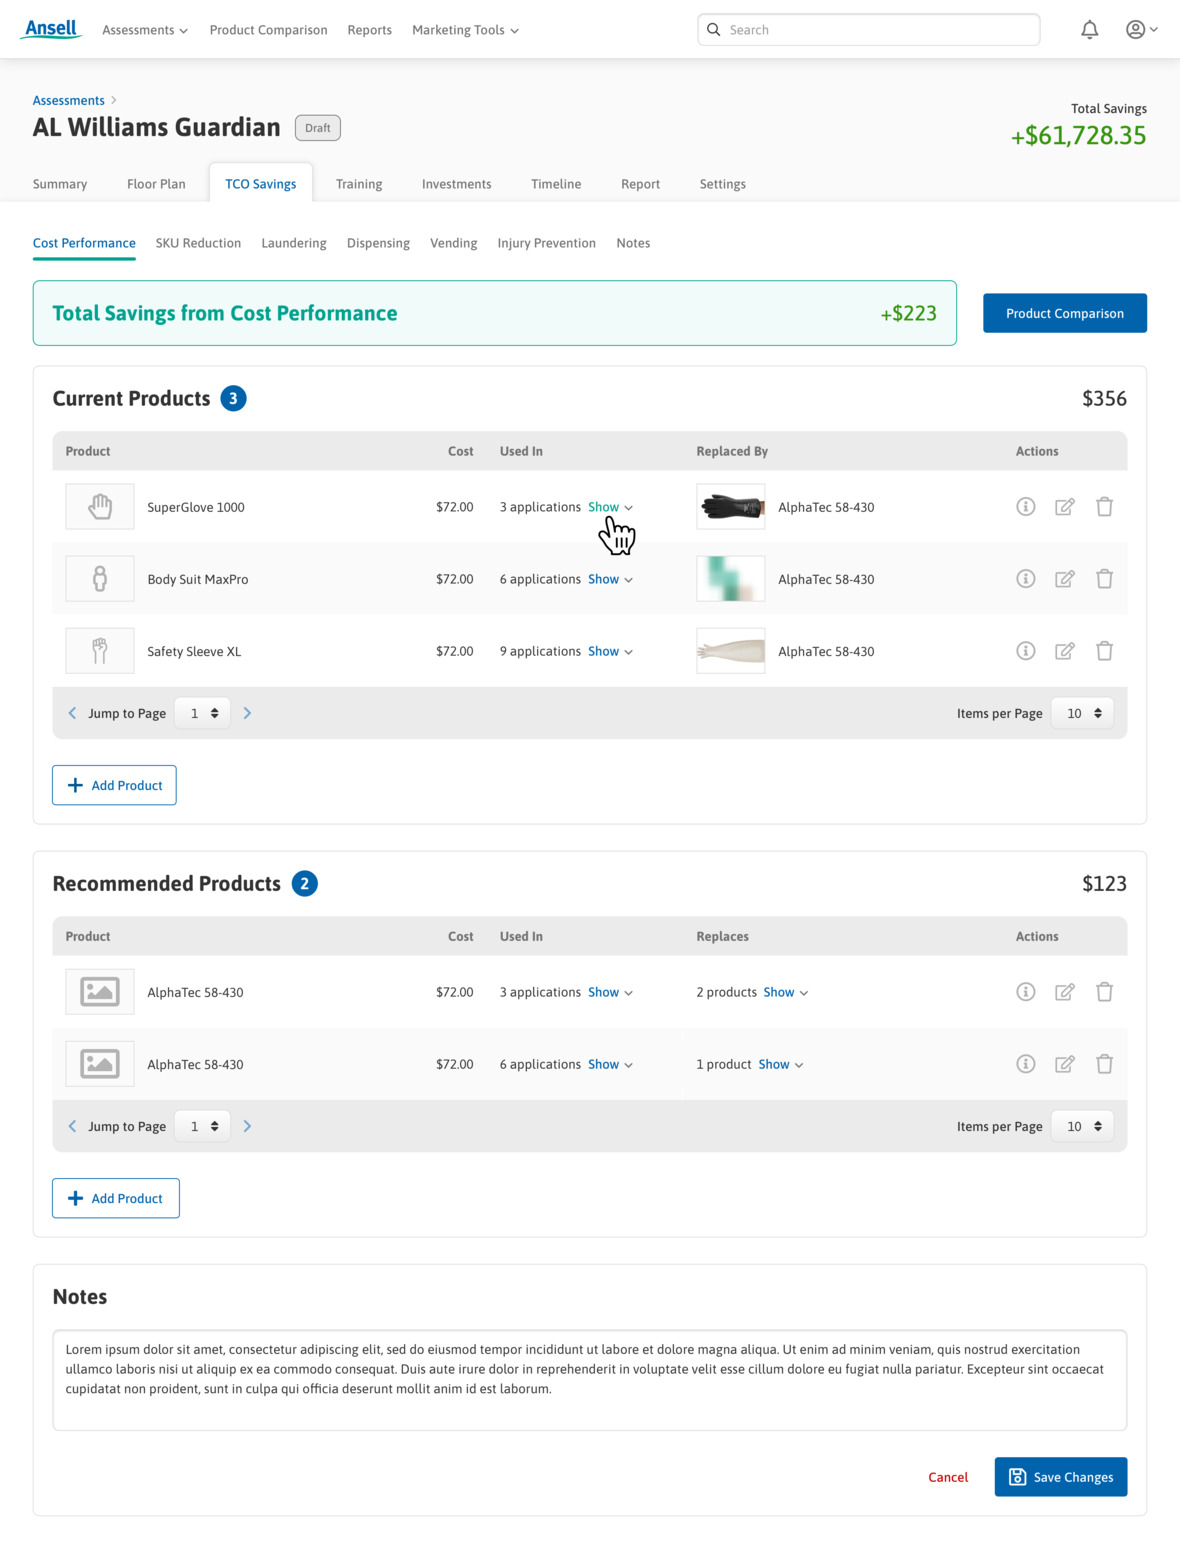 Ansell Assessments Product Comparison Reports Marketing Tools Search
Assessments
AL Williams Guardian Draft
Total Savings
+$61,728.35
Summary Floor Plan TCO Savings Training Investments Timeline Report Settings
Cost Performance SKU Reduction Laundering Dispensing Vending Injury Prevention Notes
Total Savings from Cost Performance +$223 Product Comparison
Current Products 3 $356
Product Cost Used In Replaced By Actions
SuperGlove 1000 $72.00 3 applications Show AlphaTec 58-430
Body Suit MaxPro $72.00 6 applications Show AlphaTec 58-430
Safety Sleeve XL $72.00 9 applications Show AlphaTec 58-430
Jump to Page 1 Items per Page 10
Add Product
Recommended Products 2 $123
Product Cost Used In Replaces Actions
AlphaTec 58-430 $72.00 3 applications Show 2 products Show
AlphaTec 58-430 $72.00 6 applications Show 1 product Show
Jump to Page 1 Items per Page 10
Add Product
Notes
Lorem ipsum dolor sit amet, consectetur adipiscing elit, sed do eiusmod tempor incididunt ut labore et dolore magna aliqua. Ut enim ad minim veniam, quis nostrud exercitation
ullamco laboris nisi ut aliquip ex ea commodo consequat. Duis aute irure dolor in reprehenderit in voluptate velit esse cillum dolore eu fugiat nulla pariatur. Excepteur sint occaecat
cupidatat non proident, sunt in culpa qui officia deserunt mollit anim id est laborum.
Cancel Save Changes